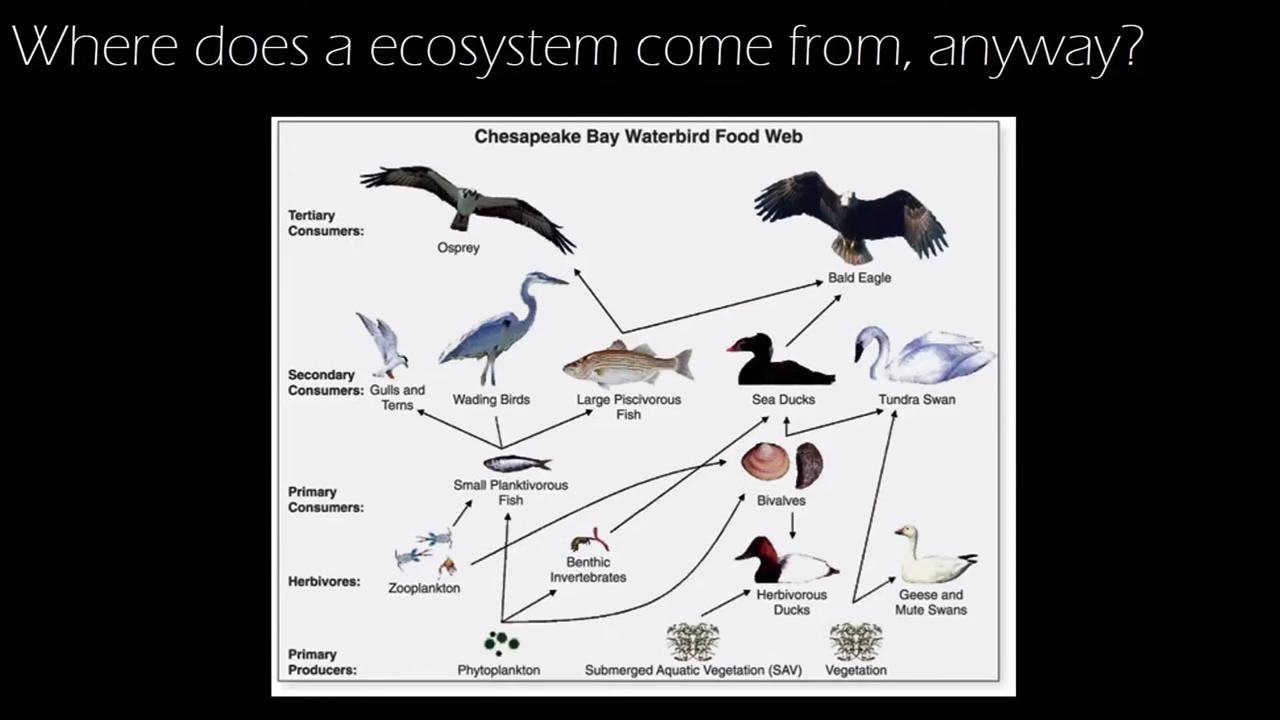 Where does a ecosystem come from, anyway?
Chesapeake Bay Waterbird Food Web
Tertiary
Consumers:
Osprey
Bald Eagle
Secondary
Consumers:
Gulls and
Terns
Wading Birds
Large Piscivorous
Fish
Sea Ducks
Tundra Swan
Primary
Consumers:
Small Planktivorous
Fish
Bivalves
Herbivores:
Zooplankton
Benthic
Invertebrates
Herbivorous
Ducks
Geese and
Mute Swans
Primary
Producers:
Phytoplankton
Submerged Aquatic Vegetation (SAV)
Vegetation